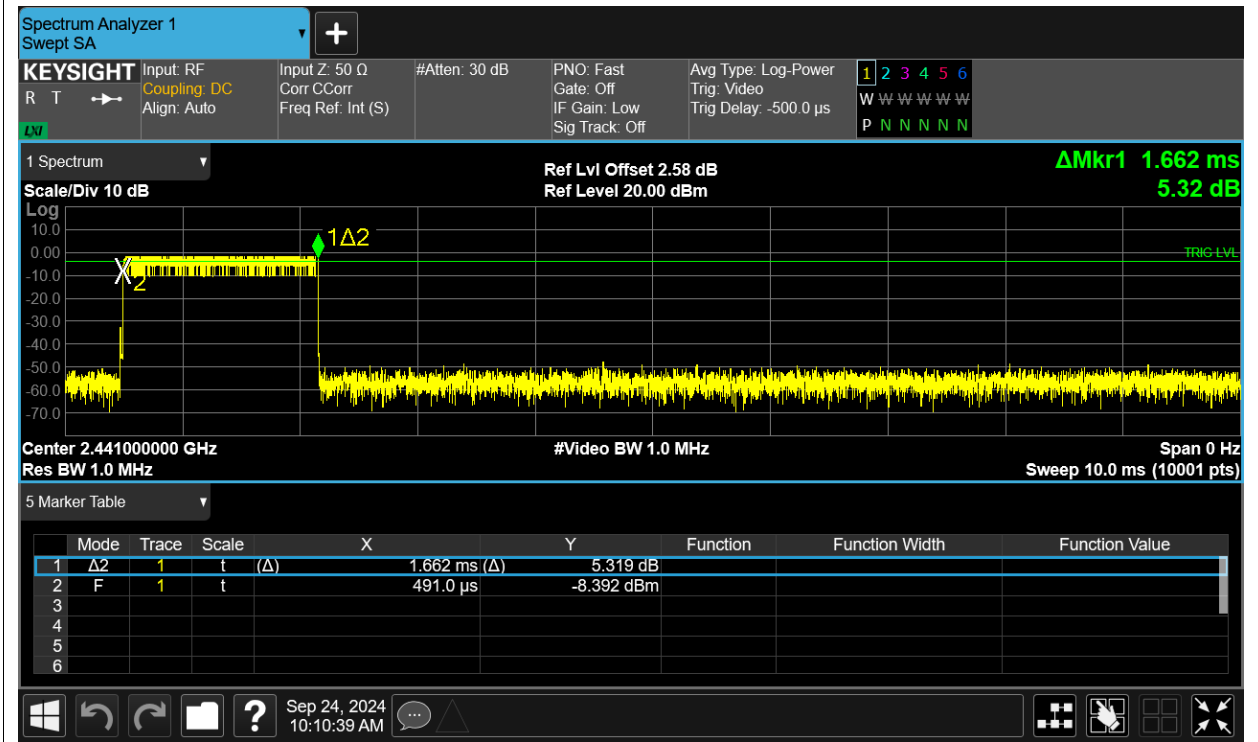 Spectrum Analyzer 1
Swept SA
KEYSIGHT
R T
LXI
Input: RF
Coupling: DC
Align: Auto
Input Z: 50 Ω
Corr CCorr
Freq Ref: Int (S)
#Atten: 30 dB
PNO: Fast
Gate: Off
IF Gain: Low
Sig Track: Off
Avg Type: Log-Power
Trig: Video
Trig Delay: -500.0 µs
1 2 3 4 5 6
W W W W W W
P N N N N N
1 Spectrum
Scale/Div 10 dB
Ref Lvl Offset 2.58 dB
Ref Level 20.00 dBm
ΔMkr1 1.662 ms
5.32 dB
Log
10.0
0.00
-10.0
-20.0
-30.0
-40.0
-50.0
-60.0
-70.0
1Δ2
X2
TRIG LVL
Center 2.441000000 GHz
#Video BW 1.0 MHz
Span 0 Hz
Res BW 1.0 MHz
Sweep 10.0 ms (10001 pts)
5 Marker Table
Mode Trace Scale X Y Function Function Width Function Value
1 Δ2 1 t (Δ) 1.662 ms (Δ) 5.319 dB
2 F 1 t 491.0 µs -8.392 dBm
3
4
5
6
?
Sep 24, 2024
10:10:39 AM